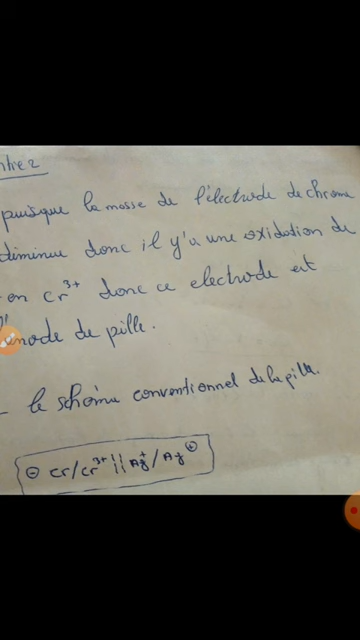 puisque la masse de l'électrode de chrome
diminue donc il y'a une oxidation de
en Cr³⁺ donc ce electrode est
l'anode de pille.
- le schéma conventionnel de la pille.
⊖ Cr/Cr³⁺ || Ag⁺/Ag ⊕